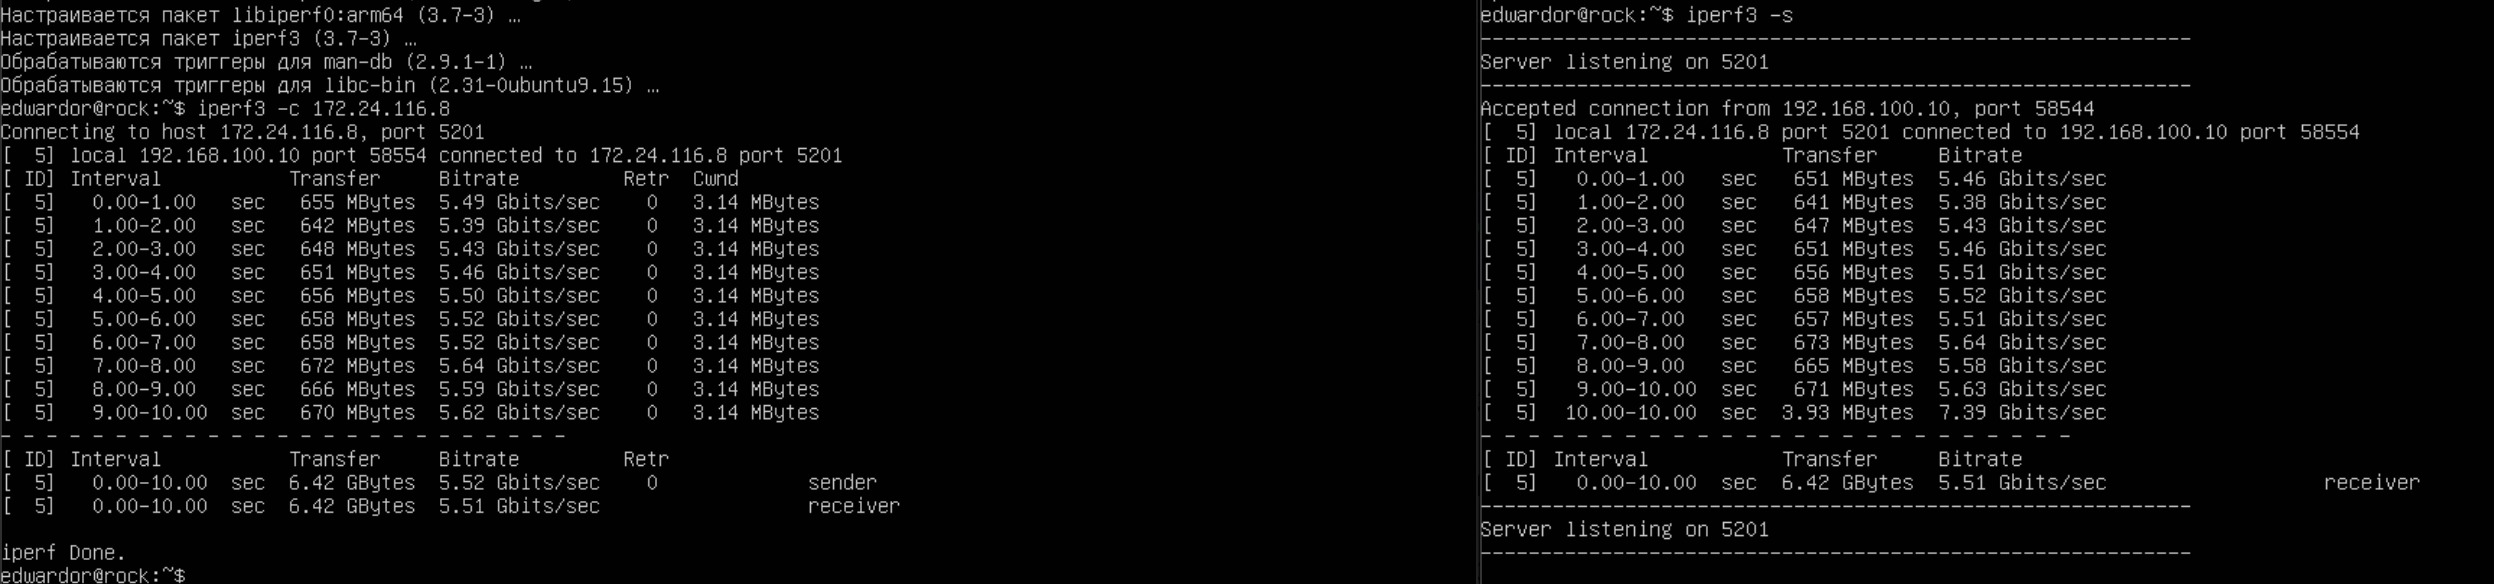 Настраивается пакет libiperf0:arm64 (3.7-3) …
Настраивается пакет iperf3 (3.7-3) …
Обрабатываются триггеры для man-db (2.9.1-1) …
Обрабатываются триггеры для libc-bin (2.31-0ubuntu9.15) …
edwardor@rock:~$ iperf3 -c 172.24.116.8
Connecting to host 172.24.116.8, port 5201
[  5] local 192.168.100.10 port 58554 connected to 172.24.116.8 port 5201
[ ID] Interval           Transfer     Bitrate         Retr  Cwnd
[  5]   0.00-1.00   sec   655 MBytes  5.49 Gbits/sec    0   3.14 MBytes
[  5]   1.00-2.00   sec   642 MBytes  5.39 Gbits/sec    0   3.14 MBytes
[  5]   2.00-3.00   sec   648 MBytes  5.43 Gbits/sec    0   3.14 MBytes
[  5]   3.00-4.00   sec   651 MBytes  5.46 Gbits/sec    0   3.14 MBytes
[  5]   4.00-5.00   sec   656 MBytes  5.50 Gbits/sec    0   3.14 MBytes
[  5]   5.00-6.00   sec   658 MBytes  5.52 Gbits/sec    0   3.14 MBytes
[  5]   6.00-7.00   sec   658 MBytes  5.52 Gbits/sec    0   3.14 MBytes
[  5]   7.00-8.00   sec   672 MBytes  5.64 Gbits/sec    0   3.14 MBytes
[  5]   8.00-9.00   sec   666 MBytes  5.59 Gbits/sec    0   3.14 MBytes
[  5]   9.00-10.00  sec   670 MBytes  5.62 Gbits/sec    0   3.14 MBytes
- - - - - - - - - - - - - - - - - - - - - - - - -
[ ID] Interval           Transfer     Bitrate         Retr
[  5]   0.00-10.00  sec  6.42 GBytes  5.52 Gbits/sec    0             sender
[  5]   0.00-10.00  sec  6.42 GBytes  5.51 Gbits/sec                  receiver
iperf Done.
edwardor@rock:~$
edwardor@rock:~$ iperf3 -s
-----------------------------------------------------------
Server listening on 5201
-----------------------------------------------------------
Accepted connection from 192.168.100.10, port 58544
[  5] local 172.24.116.8 port 5201 connected to 192.168.100.10 port 58554
[ ID] Interval           Transfer     Bitrate
[  5]   0.00-1.00   sec   651 MBytes  5.46 Gbits/sec
[  5]   1.00-2.00   sec   641 MBytes  5.38 Gbits/sec
[  5]   2.00-3.00   sec   647 MBytes  5.43 Gbits/sec
[  5]   3.00-4.00   sec   651 MBytes  5.46 Gbits/sec
[  5]   4.00-5.00   sec   656 MBytes  5.51 Gbits/sec
[  5]   5.00-6.00   sec   658 MBytes  5.52 Gbits/sec
[  5]   6.00-7.00   sec   657 MBytes  5.51 Gbits/sec
[  5]   7.00-8.00   sec   673 MBytes  5.64 Gbits/sec
[  5]   8.00-9.00   sec   665 MBytes  5.58 Gbits/sec
[  5]   9.00-10.00  sec   671 MBytes  5.63 Gbits/sec
[  5]  10.00-10.00  sec  3.93 MBytes  7.39 Gbits/sec
- - - - - - - - - - - - - - - - - - - - - - - - -
[ ID] Interval           Transfer     Bitrate
[  5]   0.00-10.00  sec  6.42 GBytes  5.51 Gbits/sec                  receiver
-----------------------------------------------------------
Server listening on 5201
-----------------------------------------------------------